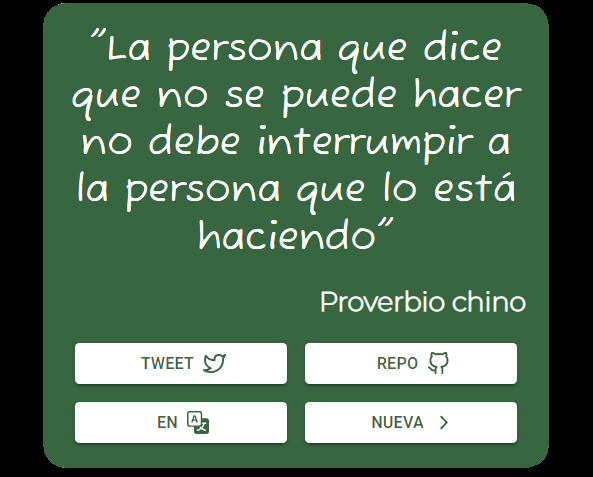 "La persona que dice
que no se puede hacer
no debe interrumpir a
la persona que lo está
haciendo"
Proverbio chino
TWEET
REPO
EN
NUEVA